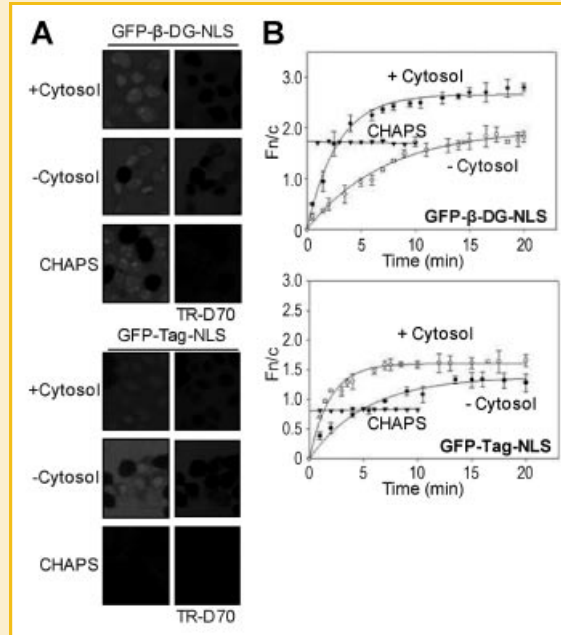 A
GFP-β-DG-NLS
+Cytosol
-Cytosol
CHAPS
TR-D70
GFP-Tag-NLS
+Cytosol
-Cytosol
CHAPS
TR-D70
B
Fn/c
3.0
2.0
1.0
0
+ Cytosol
CHAPS
- Cytosol
GFP-β-DG-NLS
0 5 10 15 20
Time (min)
Fn/c
2.5
2.0
1.5
1.0
0.5
0
+ Cytosol
CHAPS
- Cytosol
GFP-Tag-NLS
0 5 10 15 20
Time (min)